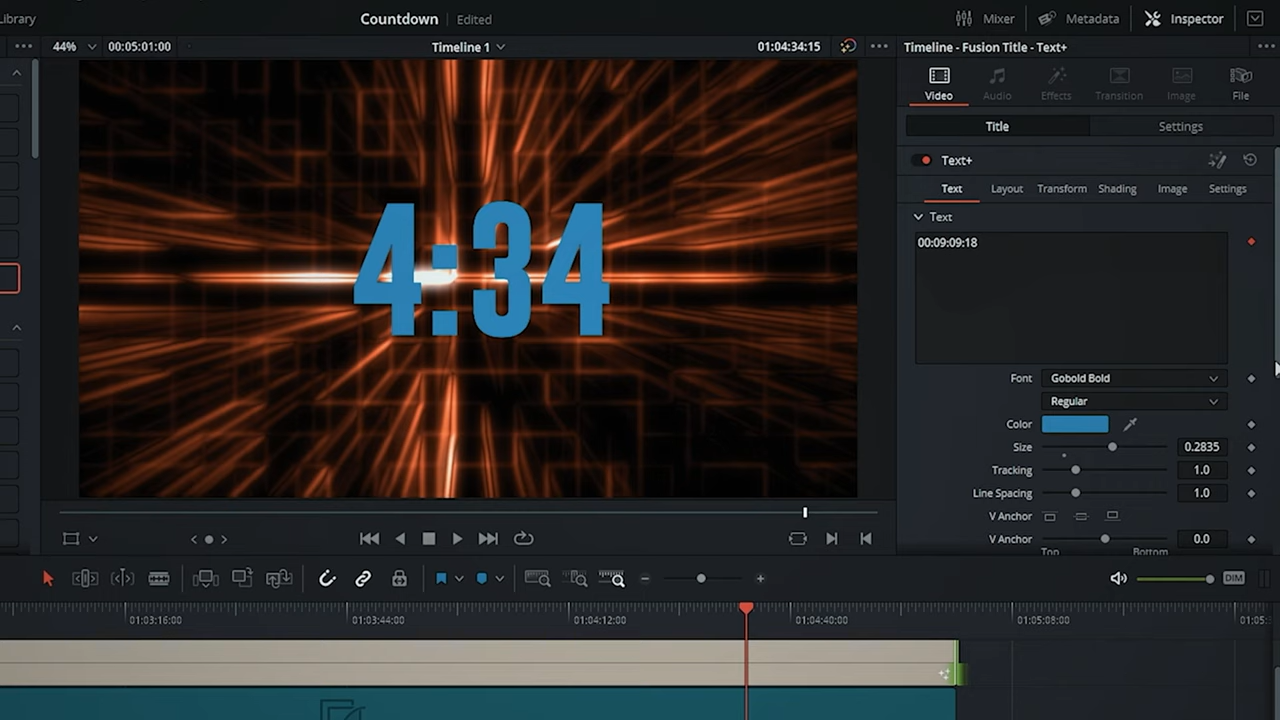 Library
Countdown
Edited
Mixer
Metadata
Inspector
44%
00:05:01:00
Timeline 1
01:04:34:15
Timeline - Fusion Title - Text+
Video
Audio
Effects
Transition
Image
File
Title
Settings
Text+
Text
Layout
Transform
Shading
Image
Settings
Text
00:09:09:18
4:34
Font
Gobold Bold
Regular
Color
Size
0.2835
Tracking
1.0
Line Spacing
1.0
V Anchor
V Anchor
0.0
Top
Bottom
DIM
01:03:16:00
01:03:44:00
01:04:12:00
01:04:40:00
01:05:08:00
01:05: